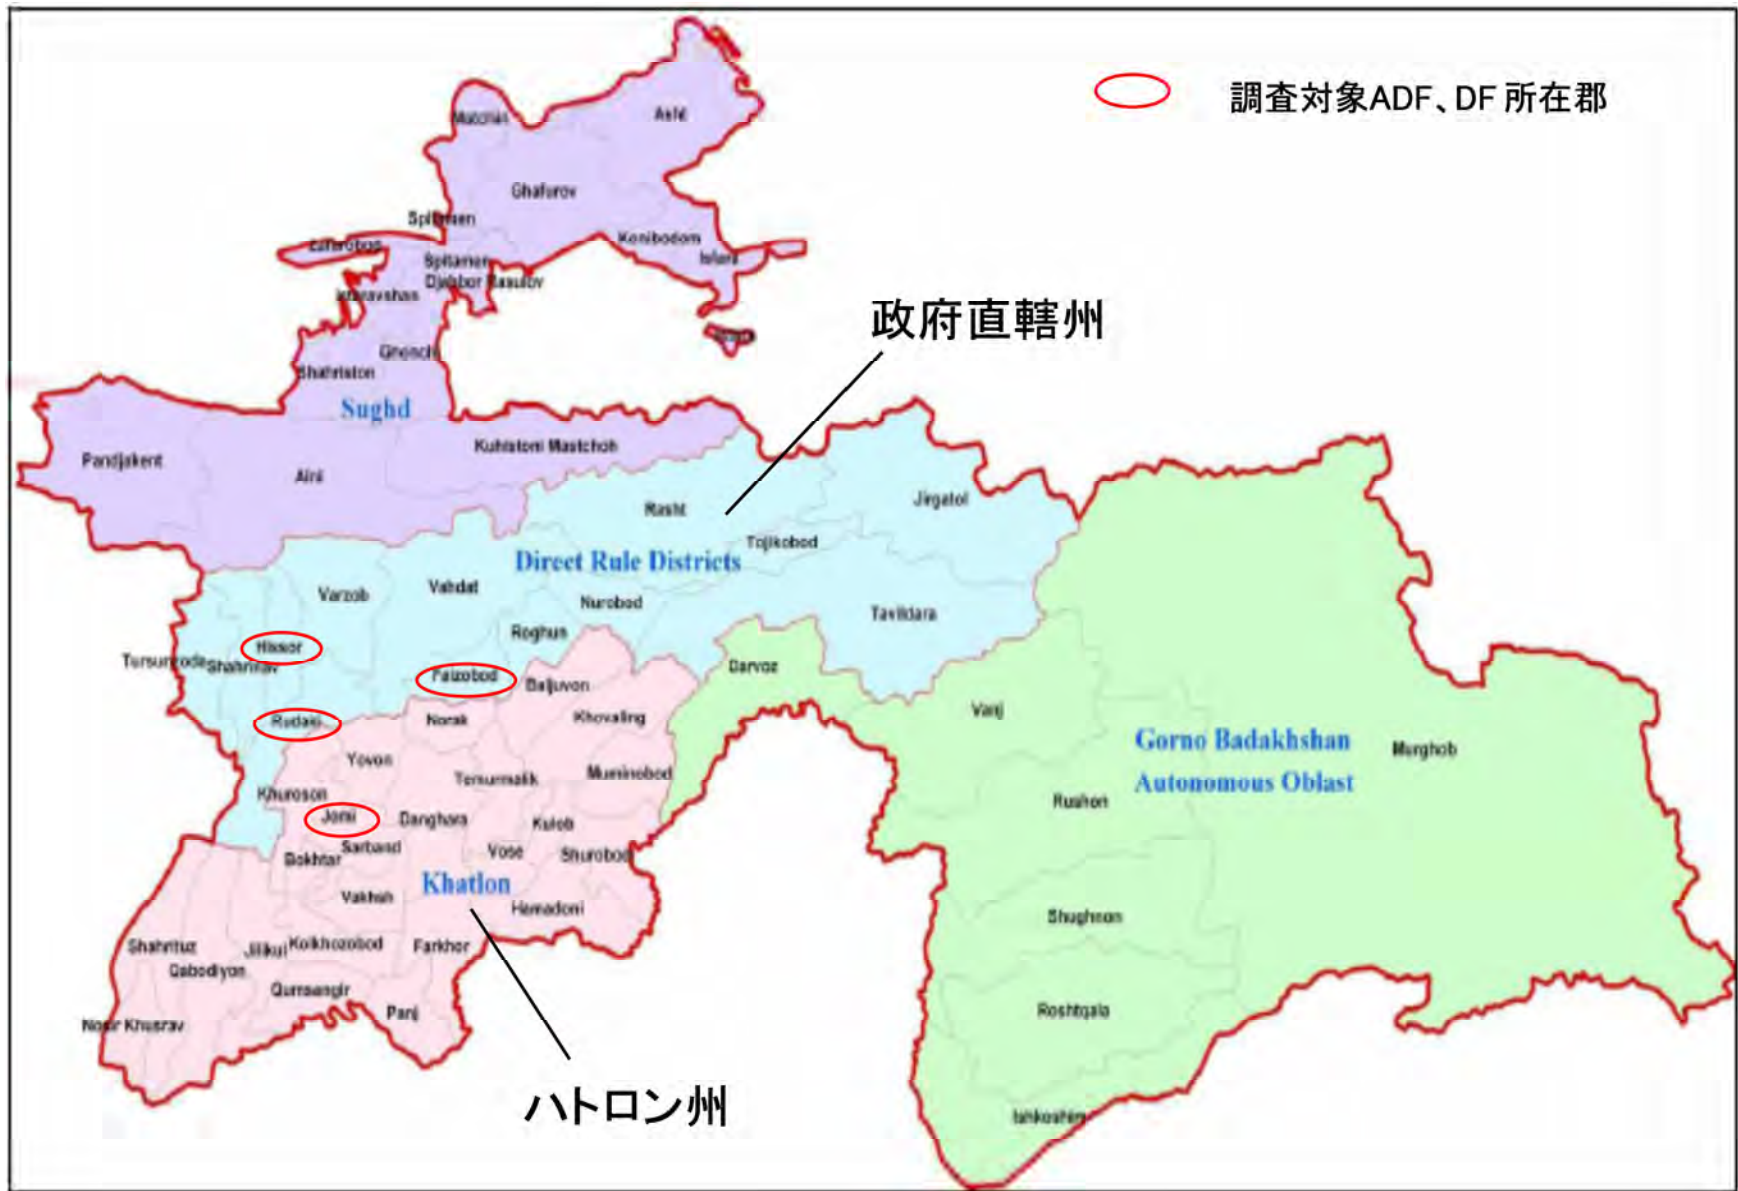 調査対象ADF、DF 所在郡
Asht
Ghafurov
Konibodom
Spitamen
Spitamen
Djabbor Rasulov
政府直轄州
Ghonchi
Shahriston
Sughd
Kuhistoni Mastchoh
Pandjakent
Aini
Jirgatol
Rasht
Tojikobod
Direct Rule Districts
Varzob
Vahdat
Nurobod
Tavildara
Roghun
Hissor
Shahrinav
Faizobod
Baljuvon
Darvoz
Rudaki
Norak
Khovaling
Vanj
Gorno Badakhshan
Autonomous Oblast
Murghob
Yovon
Temurmalik
Muminobod
Khuroson
Rushon
Jomi
Danghara
Kulob
Sarband
Bokhtar
Vose
Shurobod
Khatlon
Vakhsh
Hamadoni
Shughnon
Shahrituz
Jilikul
Kolkhozobod
Farkhor
Qabodiyon
Qumsangir
Panj
Roshtqala
Nosir Khusrav
ハトロン州
Ishkoshim